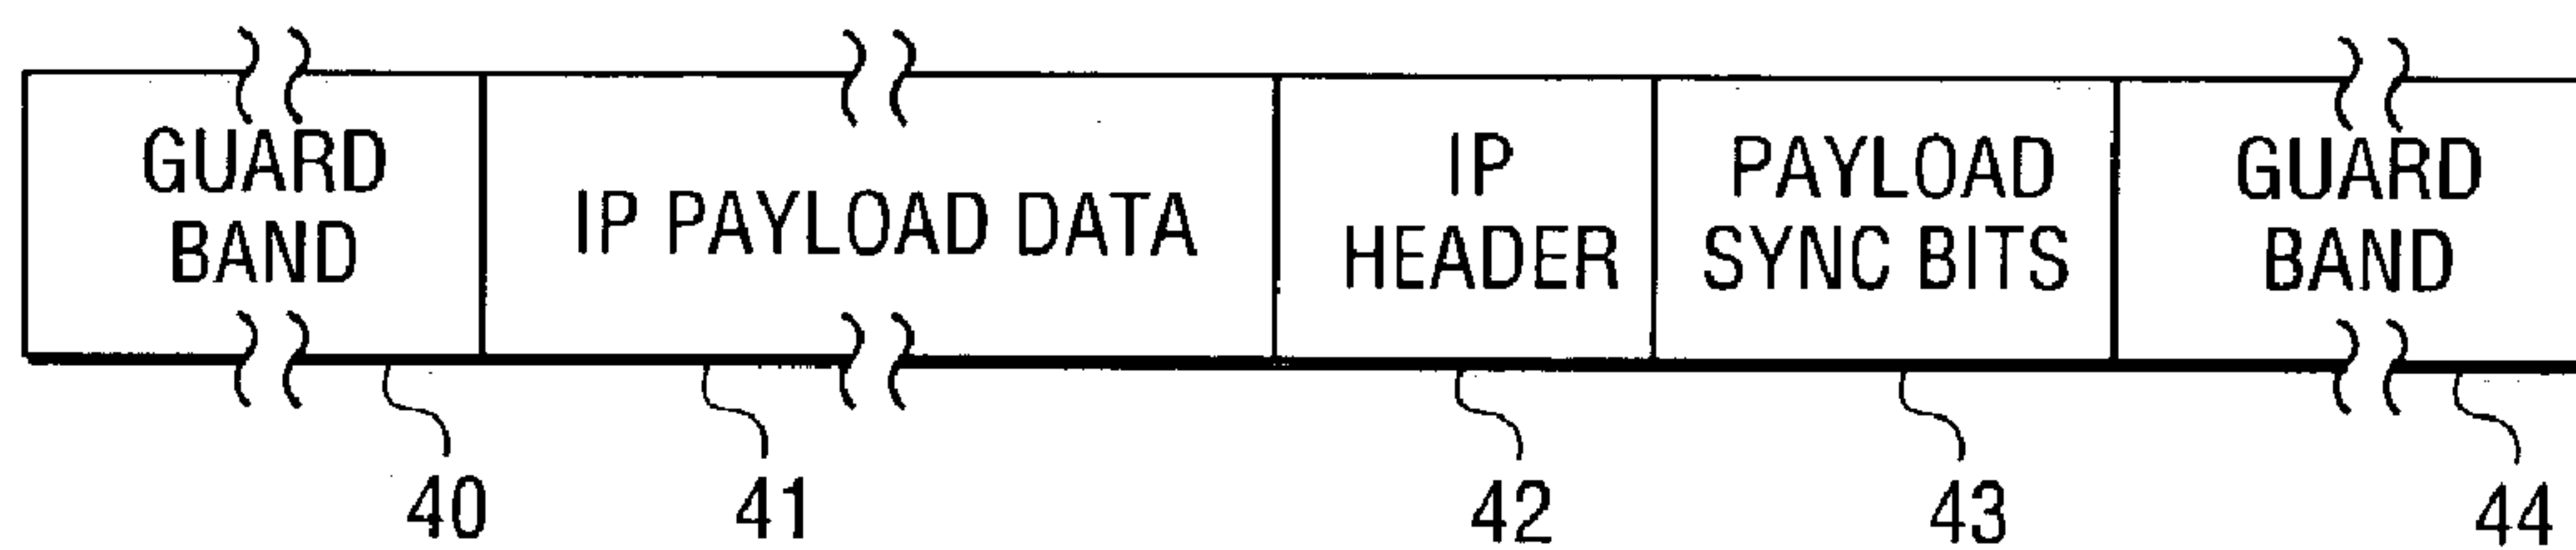 GUARD
BAND
IP PAYLOAD DATA
IP
HEADER
PAYLOAD
SYNC BITS
GUARD
BAND
40
41
42
43
44